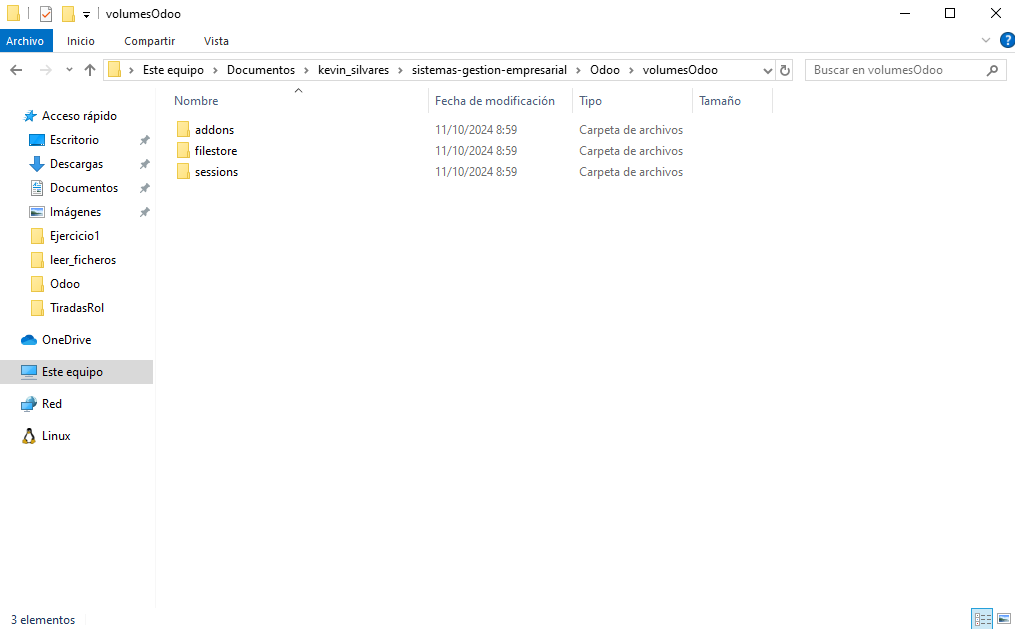 volumesOdoo
Archivo Inicio Compartir Vista
Este equipo Documentos kevin_silvares sistemas-gestion-empresarial Odoo volumesOdoo Buscar en volumesOdoo
Nombre Fecha de modificación Tipo Tamaño
addons 11/10/2024 8:59 Carpeta de archivos
filestore 11/10/2024 8:59 Carpeta de archivos
sessions 11/10/2024 8:59 Carpeta de archivos
Acceso rápido
Escritorio
Descargas
Documentos
Imágenes
Ejercicio1
leer_ficheros
Odoo
TiradasRol
OneDrive
Este equipo
Red
Linux
3 elementos